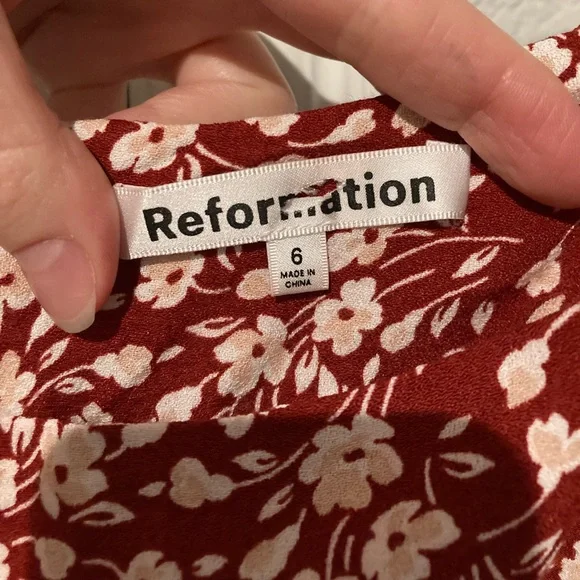 Reformation
6
MADE IN
CHINA